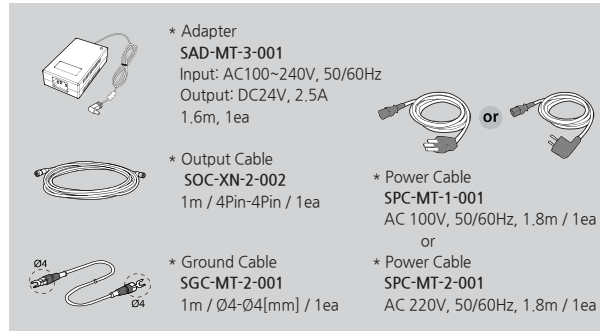 * Adapter
SAD-MT-3-001
Input: AC100~240V, 50/60Hz
Output: DC24V, 2.5A
1.6m, 1ea
or
* Output Cable
SOC-XN-2-002
1m / 4Pin-4Pin / 1ea
* Power Cable
SPC-MT-1-001
AC 100V, 50/60Hz, 1.8m / 1ea
or
Ø4
Ø4
* Ground Cable
SGC-MT-2-001
1m / Ø4-Ø4[mm] / 1ea
* Power Cable
SPC-MT-2-001
AC 220V, 50/60Hz, 1.8m / 1ea